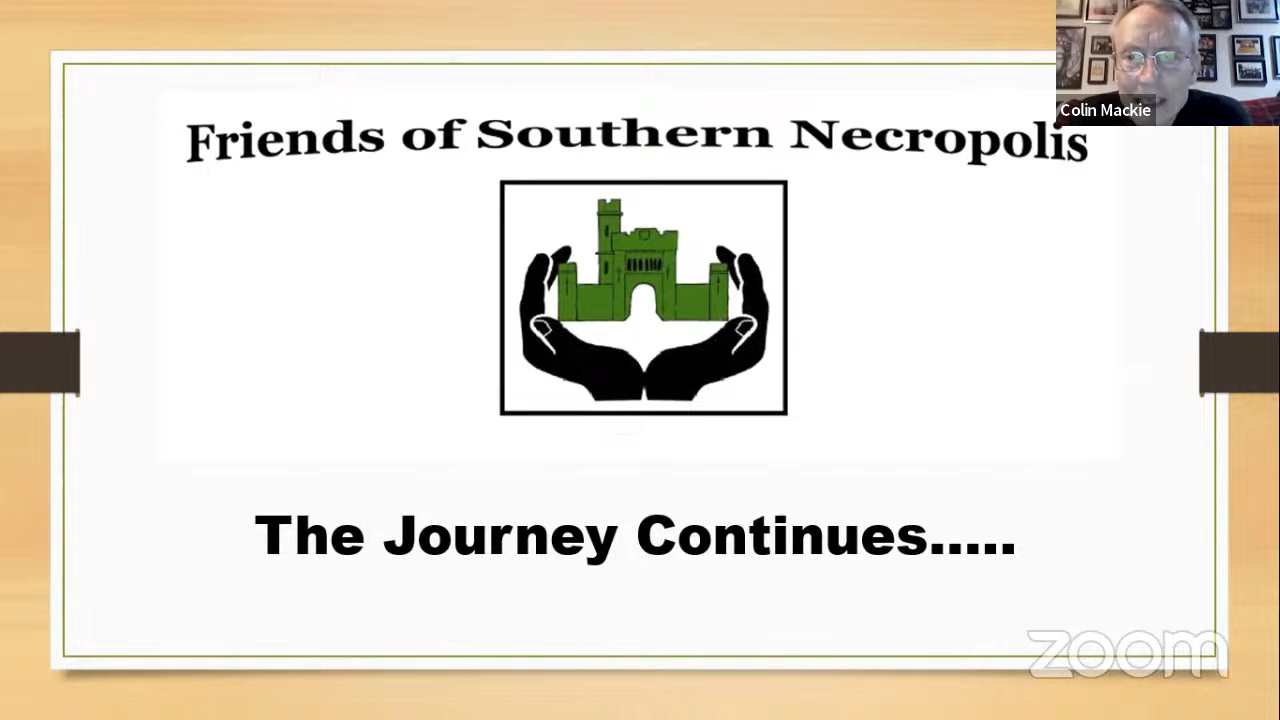 Colin Mackie
Friends of Southern Necropolis
The Journey Continues.....
zoom